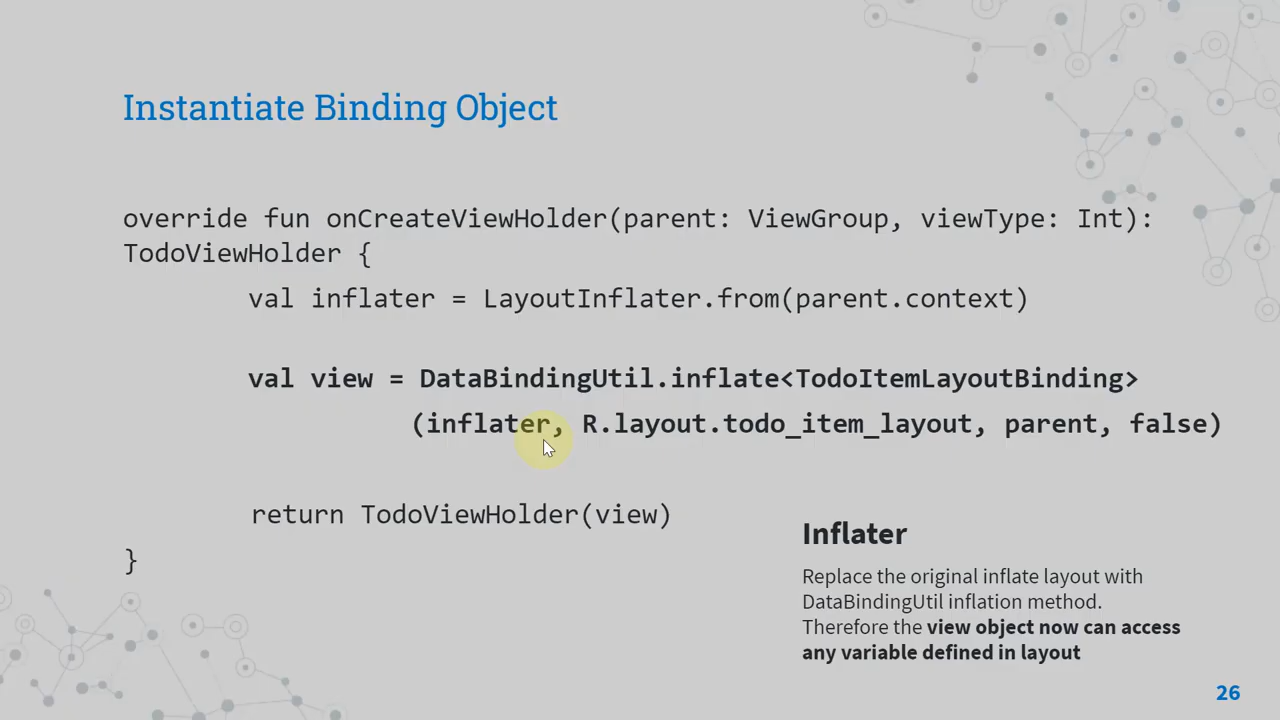 Instantiate Binding Object
override fun onCreateViewHolder(parent: ViewGroup, viewType: Int):
TodoViewHolder {
val inflater = LayoutInflater.from(parent.context)
val view = DataBindingUtil.inflate<TodoItemLayoutBinding>
(inflater, R.layout.todo_item_layout, parent, false)
return TodoViewHolder(view)
}
Inflater
Replace the original inflate layout with
DataBindingUtil inflation method.
Therefore the view object now can access
any variable defined in layout
26